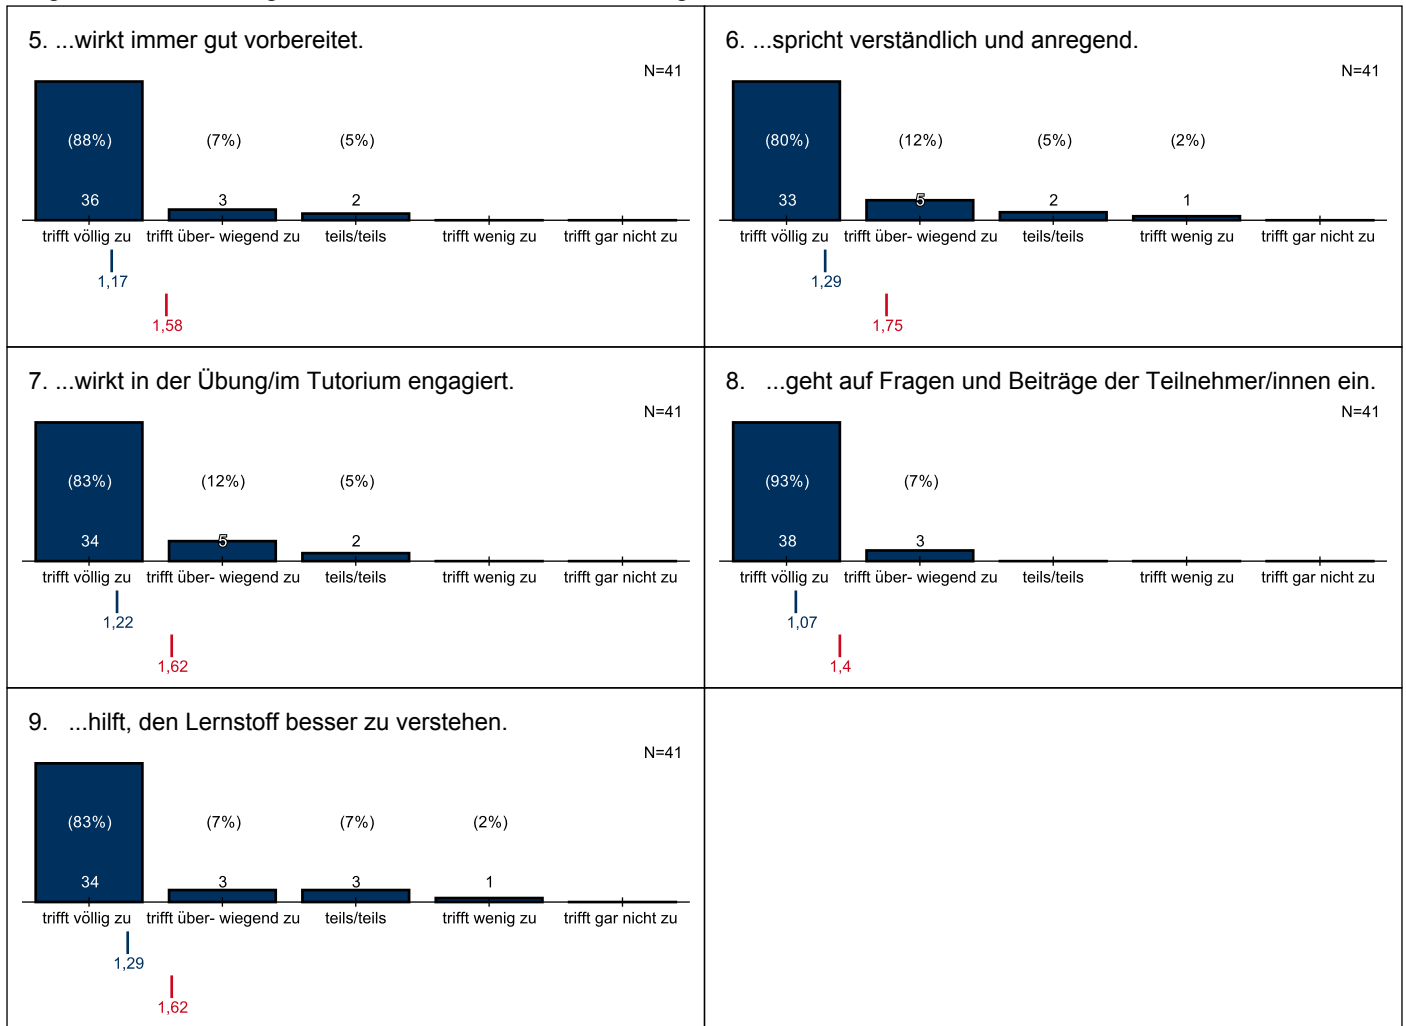 5. ...wirkt immer gut vorbereitet.
N=41
(88%) (7%) (5%)
36 3 2
trifft völlig zu trifft über- wiegend zu teils/teils trifft wenig zu trifft gar nicht zu
1,17
1,58
6. ...spricht verständlich und anregend.
N=41
(80%) (12%) (5%) (2%)
33 5 2 1
trifft völlig zu trifft über- wiegend zu teils/teils trifft wenig zu trifft gar nicht zu
1,29
1,75
7. ...wirkt in der Übung/im Tutorium engagiert.
N=41
(83%) (12%) (5%)
34 5 2
trifft völlig zu trifft über- wiegend zu teils/teils trifft wenig zu trifft gar nicht zu
1,22
1,62
8. ...geht auf Fragen und Beiträge der Teilnehmer/innen ein.
N=41
(93%) (7%)
38 3
trifft völlig zu trifft über- wiegend zu teils/teils trifft wenig zu trifft gar nicht zu
1,07
1,4
9. ...hilft, den Lernstoff besser zu verstehen.
N=41
(83%) (7%) (7%) (2%)
34 3 3 1
trifft völlig zu trifft über- wiegend zu teils/teils trifft wenig zu trifft gar nicht zu
1,29
1,62